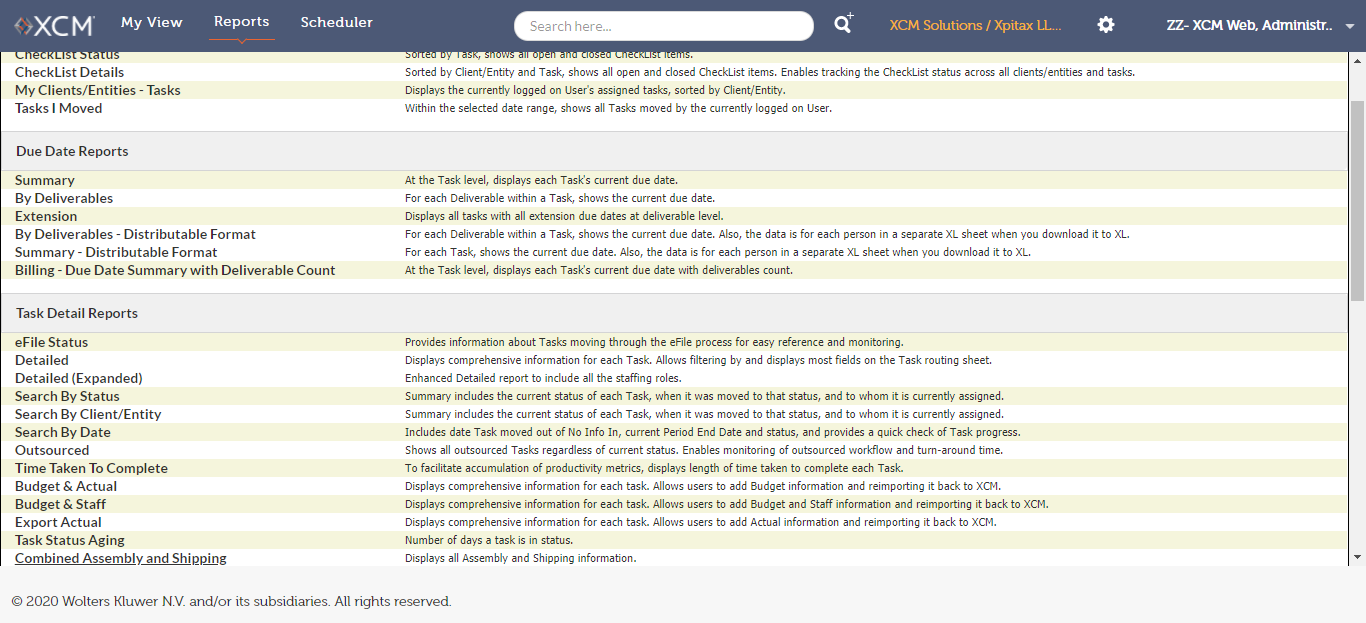 XCM My View Reports Scheduler Search here... XCM Solutions / Xpitax LL... ZZ- XCM Web, Administr..
CheckList Status Sorted by Task, shows all open and closed CheckList items.
CheckList Details Sorted by Client/Entity and Task, shows all open and closed CheckList items. Enables tracking the CheckList status across all clients/entities and tasks.
My Clients/Entities - Tasks Displays the currently logged on User's assigned tasks, sorted by Client/Entity.
Tasks I Moved Within the selected date range, shows all Tasks moved by the currently logged on User.
Due Date Reports
Summary At the Task level, displays each Task's current due date.
By Deliverables For each Deliverable within a Task, shows the current due date.
Extension Displays all tasks with all extension due dates at deliverable level.
By Deliverables - Distributable Format For each Deliverable within a Task, shows the current due date. Also, the data is for each person in a separate XL sheet when you download it to XL.
Summary - Distributable Format For each Task, shows the current due date. Also, the data is for each person in a separate XL sheet when you download it to XL.
Billing - Due Date Summary with Deliverable Count At the Task level, displays each Task's current due date with deliverables count.
Task Detail Reports
eFile Status Provides information about Tasks moving through the eFile process for easy reference and monitoring.
Detailed Displays comprehensive information for each Task. Allows filtering by and displays most fields on the Task routing sheet.
Detailed (Expanded) Enhanced Detailed report to include all the staffing roles.
Search By Status Summary includes the current status of each Task, when it was moved to that status, and to whom it is currently assigned.
Search By Client/Entity Summary includes the current status of each Task, when it was moved to that status, and to whom it is currently assigned.
Search By Date Includes date Task moved out of No Info In, current Period End Date and status, and provides a quick check of Task progress.
Outsourced Shows all outsourced Tasks regardless of current status. Enables monitoring of outsourced workflow and turn-around time.
Time Taken To Complete To facilitate accumulation of productivity metrics, displays length of time taken to complete each Task.
Budget & Actual Displays comprehensive information for each task. Allows users to add Budget information and reimporting it back to XCM.
Budget & Staff Displays comprehensive information for each task. Allows users to add Budget and Staff information and reimporting it back to XCM.
Export Actual Displays comprehensive information for each task. Allows users to add Actual information and reimporting it back to XCM.
Task Status Aging Number of days a task is in status.
Combined Assembly and Shipping Displays all Assembly and Shipping information.
© 2020 Wolters Kluwer N.V. and/or its subsidiaries. All rights reserved.